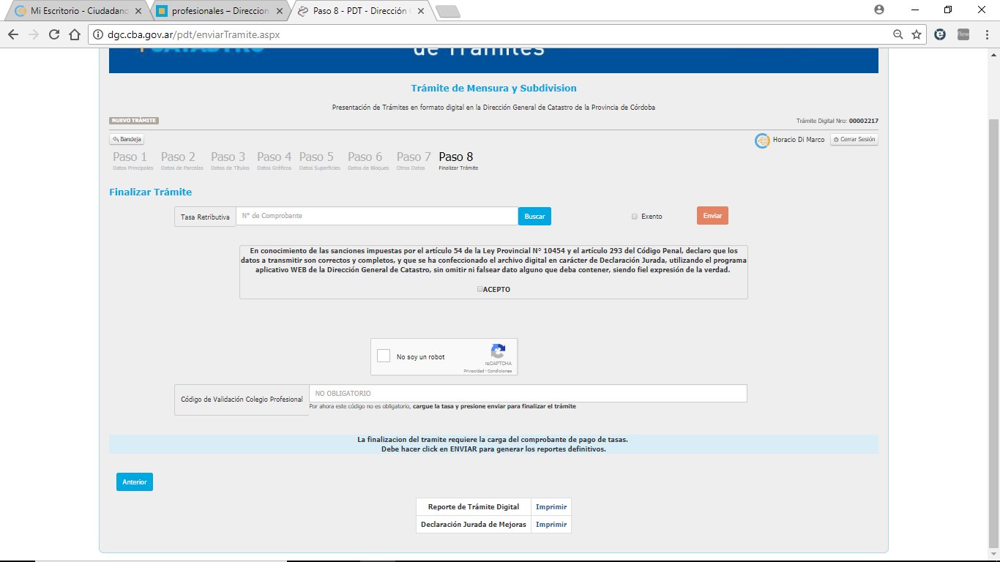 Mi Escritorio - Ciudadano
profesionales – Direccion
Paso 8 - PDT - Dirección
dgc.cba.gov.ar/pdt/enviarTramite.aspx
CATASTRO
de Trámites
Trámite de Mensura y Subdivision
Presentación de Trámites en formato digital en la Dirección General de Catastro de la Provincia de Córdoba
NUEVO TRÁMITE
Trámite Digital Nro: 00002217
Bandeja
Horacio Di Marco
Cerrar Sesión
Paso 1 Paso 2 Paso 3 Paso 4 Paso 5 Paso 6 Paso 7 Paso 8
Datos Principales Datos de Parcelas Datos de Títulos Datos Gráficos Datos Superficies Datos de Bloques Otros Datos Finalizar Trámite
Finalizar Trámite
Tasa Retributiva N° de Comprobante Buscar Exento Enviar
En conocimiento de las sanciones impuestas por el artículo 54 de la Ley Provincial N° 10454 y el artículo 293 del Código Penal, declaro que los
datos a transmitir son correctos y completos, y que se ha confeccionado el archivo digital en carácter de Declaración Jurada, utilizando el programa
aplicativo WEB de la Dirección General de Catastro, sin omitir ni falsear dato alguno que deba contener, siendo fiel expresión de la verdad.
ACEPTO
No soy un robot
reCAPTCHA
Privacidad - Condiciones
Código de Validación Colegio Profesional
NO OBLIGATORIO
Por ahora este código no es obligatorio, cargue la tasa y presione enviar para finalizar el trámite
La finalizacion del tramite requiere la carga del comprobante de pago de tasas.
Debe hacer click en ENVIAR para generar los reportes definitivos.
Anterior
Reporte de Trámite Digital Imprimir
Declaración Jurada de Mejoras Imprimir